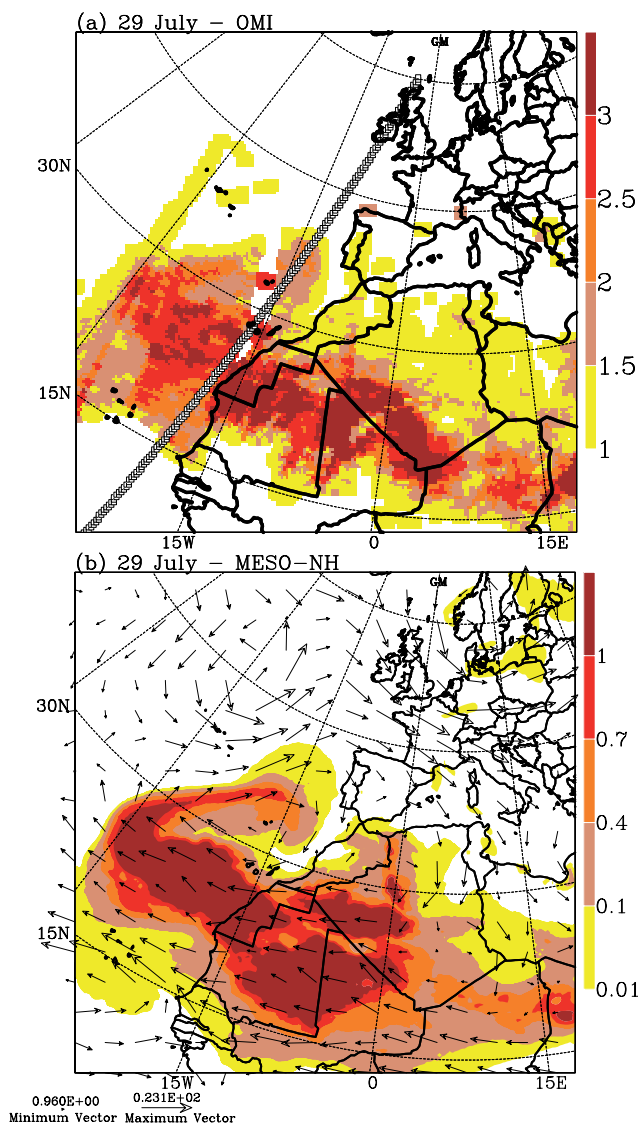 (a) 29 July – OMI
GM
30N
15N
15W 0 15E
3
2.5
2
1.5
1
(b) 29 July – MESO–NH
GM
30N
15N
15W 0 15E
1
0.7
0.4
0.1
0.01
0.960E+00 0.231E+02
Minimum Vector Maximum Vector